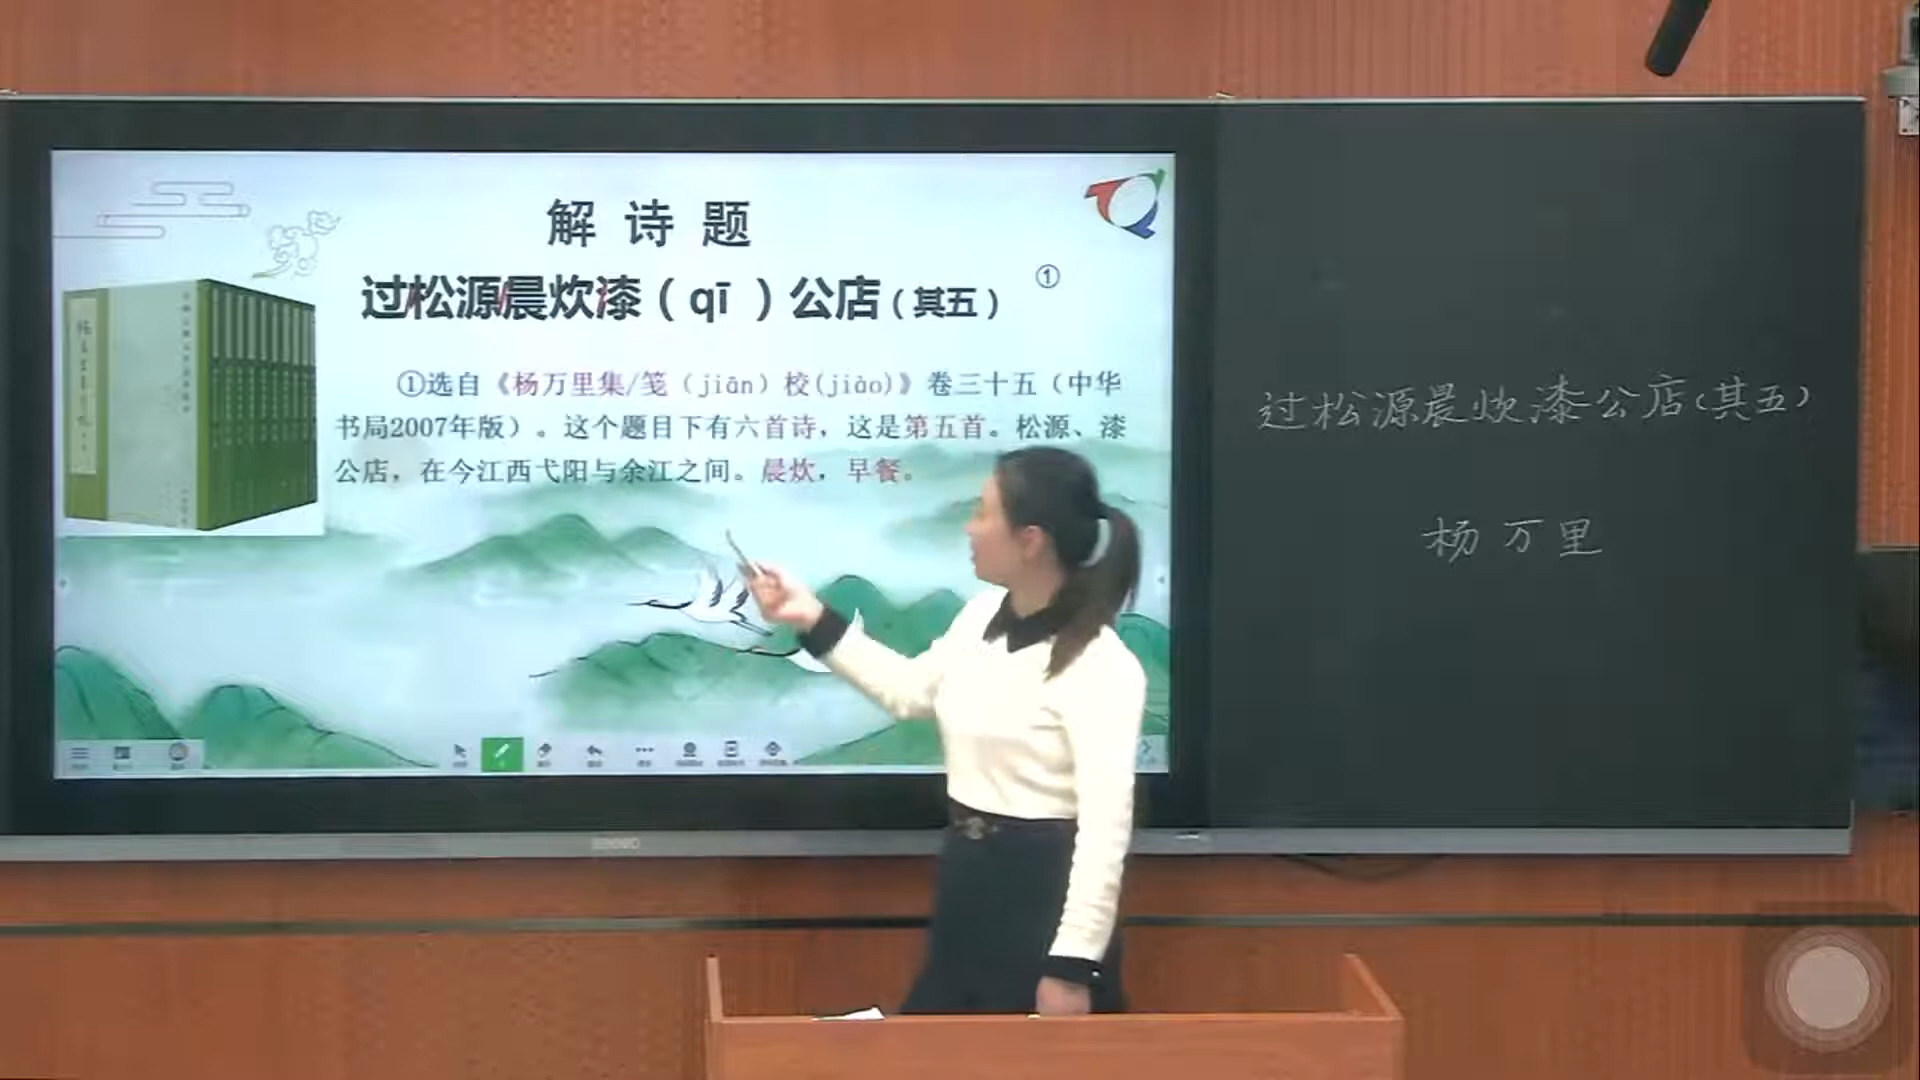 解诗题
过松源晨炊漆（qī）公店（其五）①
①选自《杨万里集/笺（jiān）校(jiào)》卷三十五（中华
书局2007年版）。这个题目下有六首诗，这是第五首。松源、漆
公店，在今江西弋阳与余江之间。晨炊，早餐。
过松源晨炊漆公店(其五)
杨万里